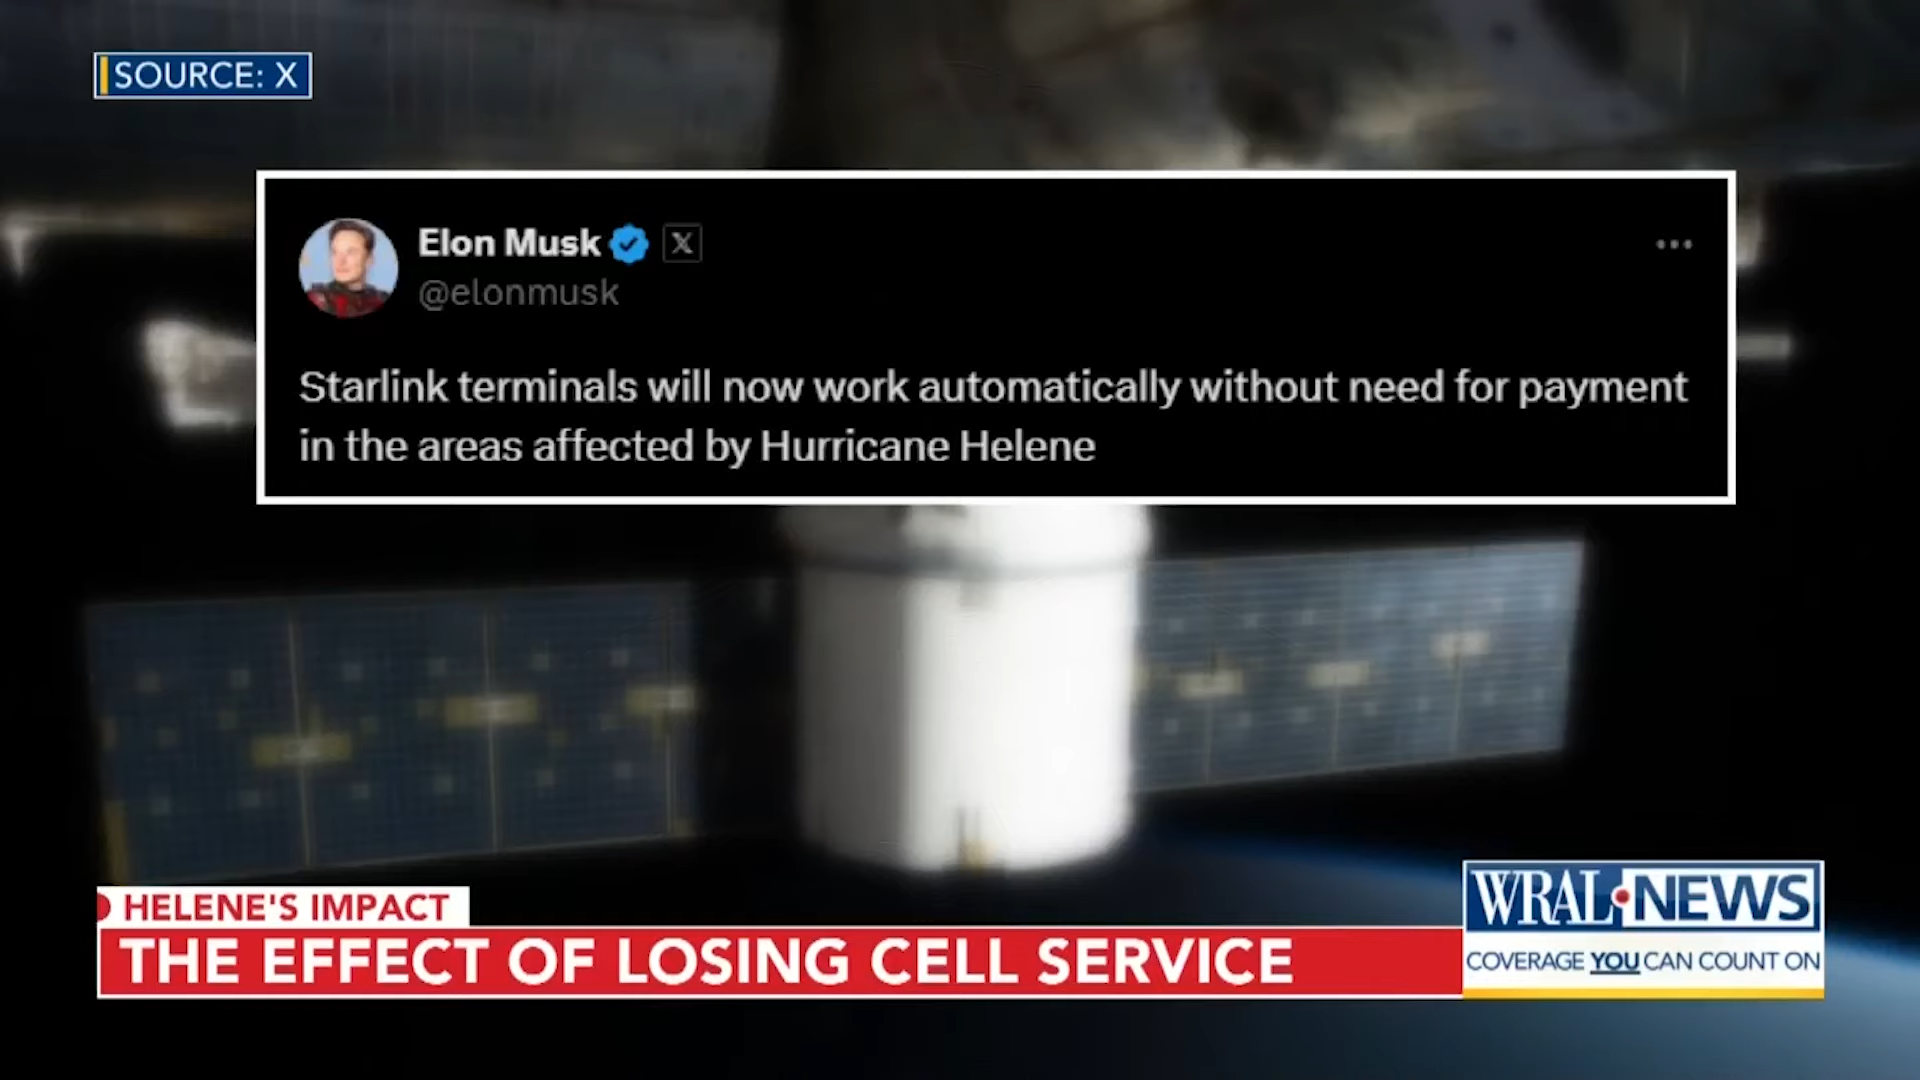 SOURCE: X
Elon Musk
@elonmusk
Starlink terminals will now work automatically without need for payment
in the areas affected by Hurricane Helene
HELENE'S IMPACT
THE EFFECT OF LOSING CELL SERVICE
WRAL NEWS
COVERAGE YOU CAN COUNT ON